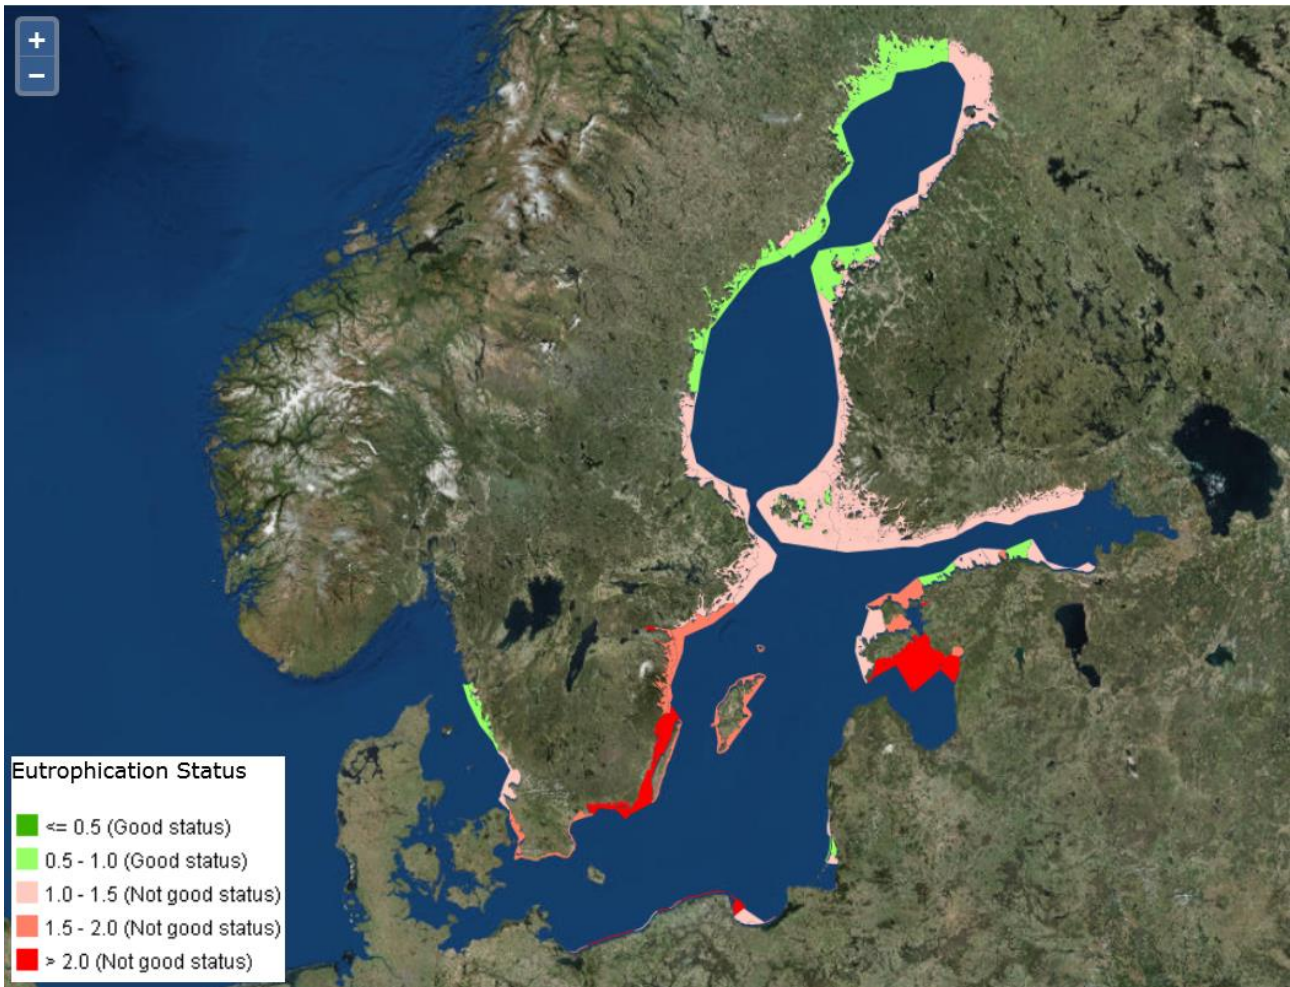 +
−
Eutrophication Status
<= 0.5 (Good status)
0.5 - 1.0 (Good status)
1.0 - 1.5 (Not good status)
1.5 - 2.0 (Not good status)
> 2.0 (Not good status)